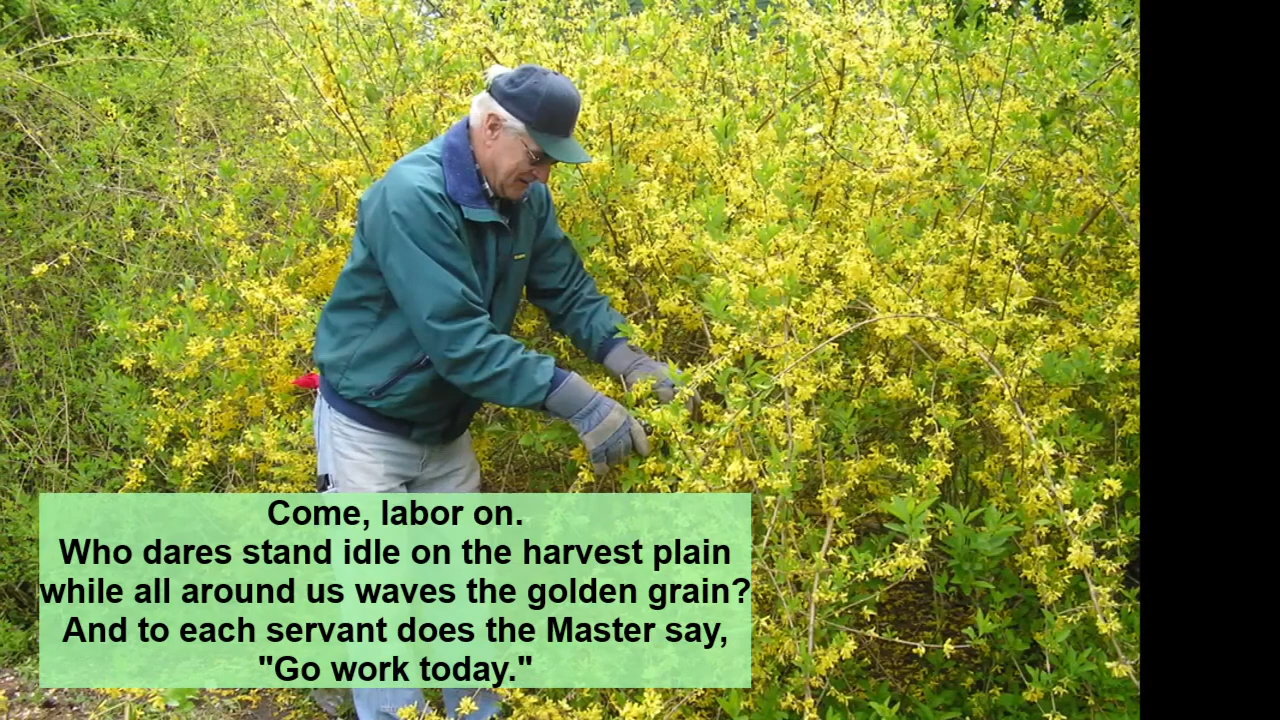 Come, labor on.
Who dares stand idle on the harvest plain
while all around us waves the golden grain?
And to each servant does the Master say,
"Go work today."